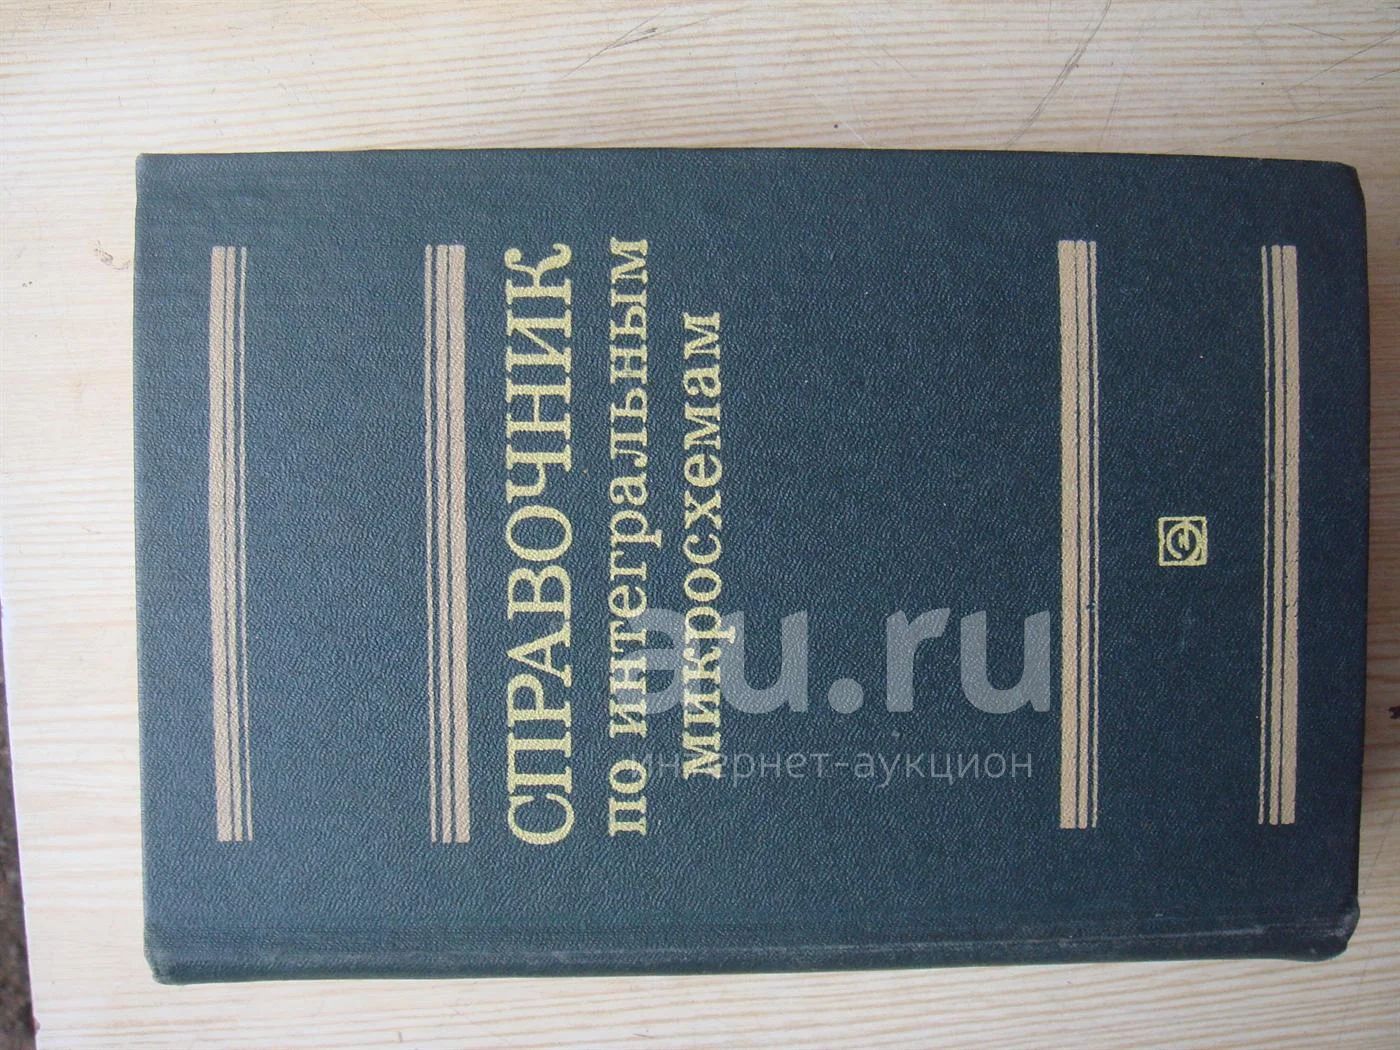 СПРАВОЧНИК
по интегральным
микросхемам
au.ru
интернет-аукцион